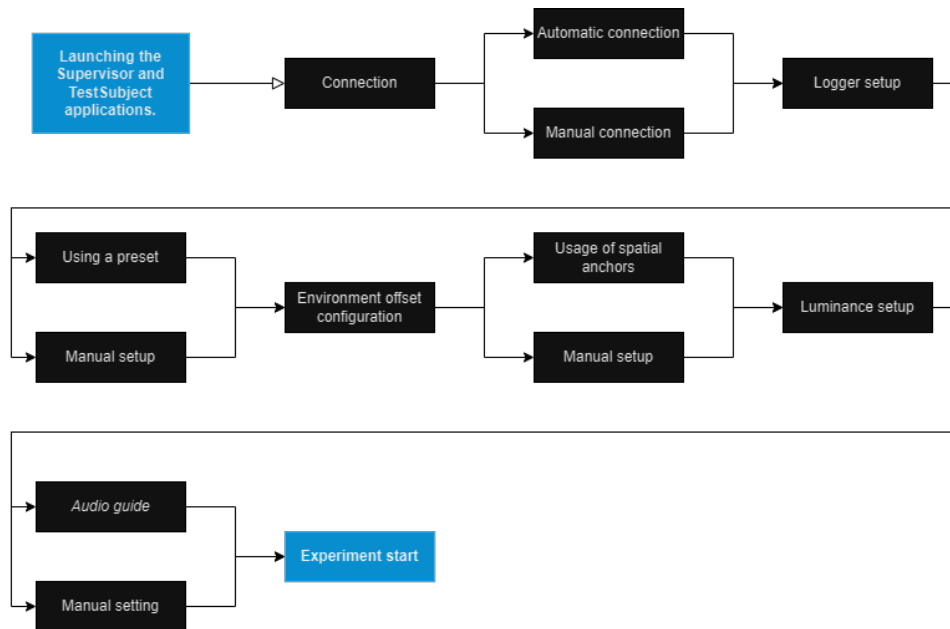 Launching the
Supervisor and
TestSubject
applications.
Connection
Automatic connection
Manual connection
Logger setup
Using a preset
Manual setup
Environment offset
configuration
Usage of spatial
anchors
Manual setup
Luminance setup
Audio guide
Manual setting
Experiment start